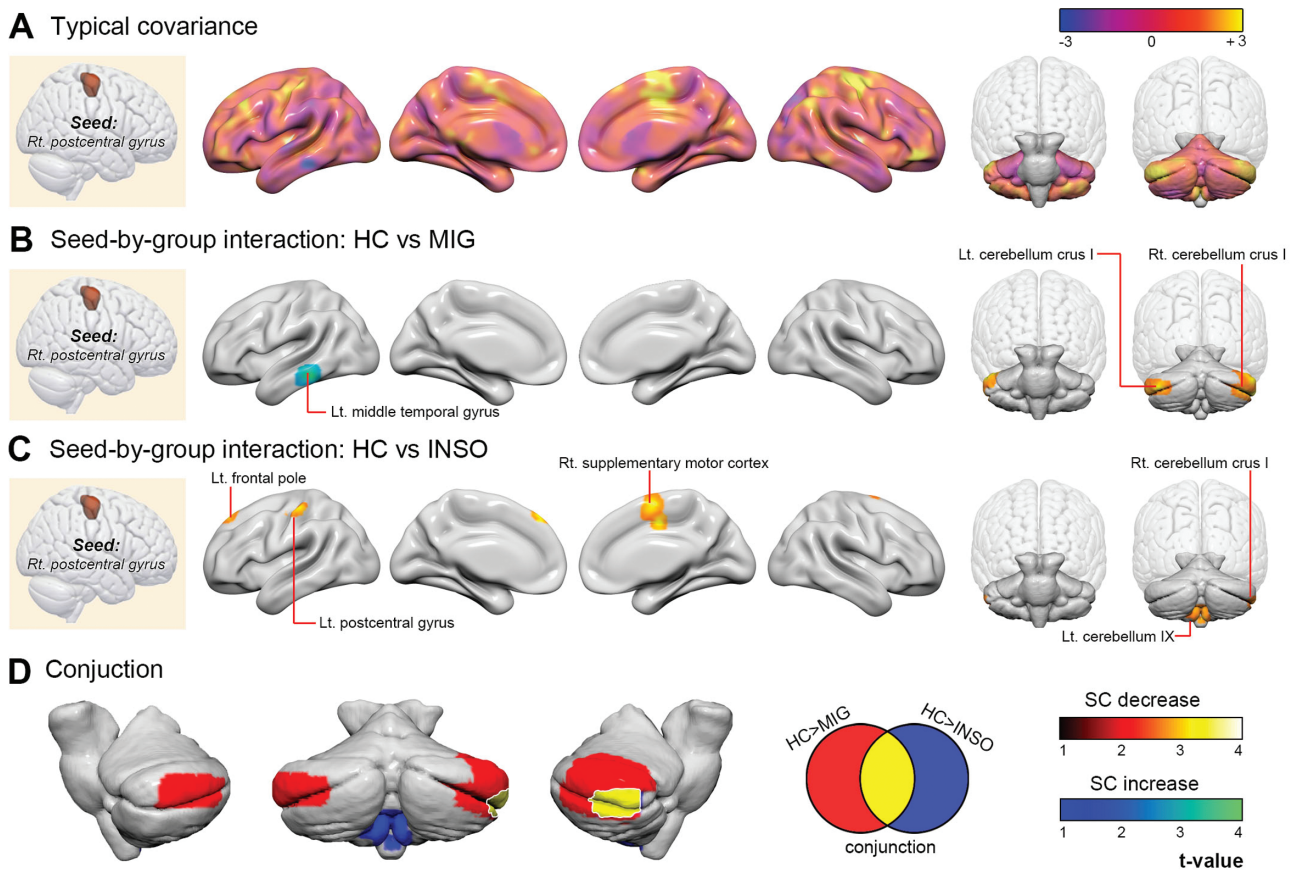 A Typical covariance
-3 0 +3
Seed:
Rt. postcentral gyrus
B Seed-by-group interaction: HC vs MIG
Lt. cerebellum crus I Rt. cerebellum crus I
Seed:
Rt. postcentral gyrus
Lt. middle temporal gyrus
C Seed-by-group interaction: HC vs INSO
Lt. frontal pole Rt. supplementary motor cortex Rt. cerebellum crus I
Seed:
Rt. postcentral gyrus
Lt. postcentral gyrus
Lt. cerebellum IX
D Conjuction
HC>MIG HC>INSO
conjunction
SC decrease
1 2 3 4
SC increase
1 2 3 4
t-value